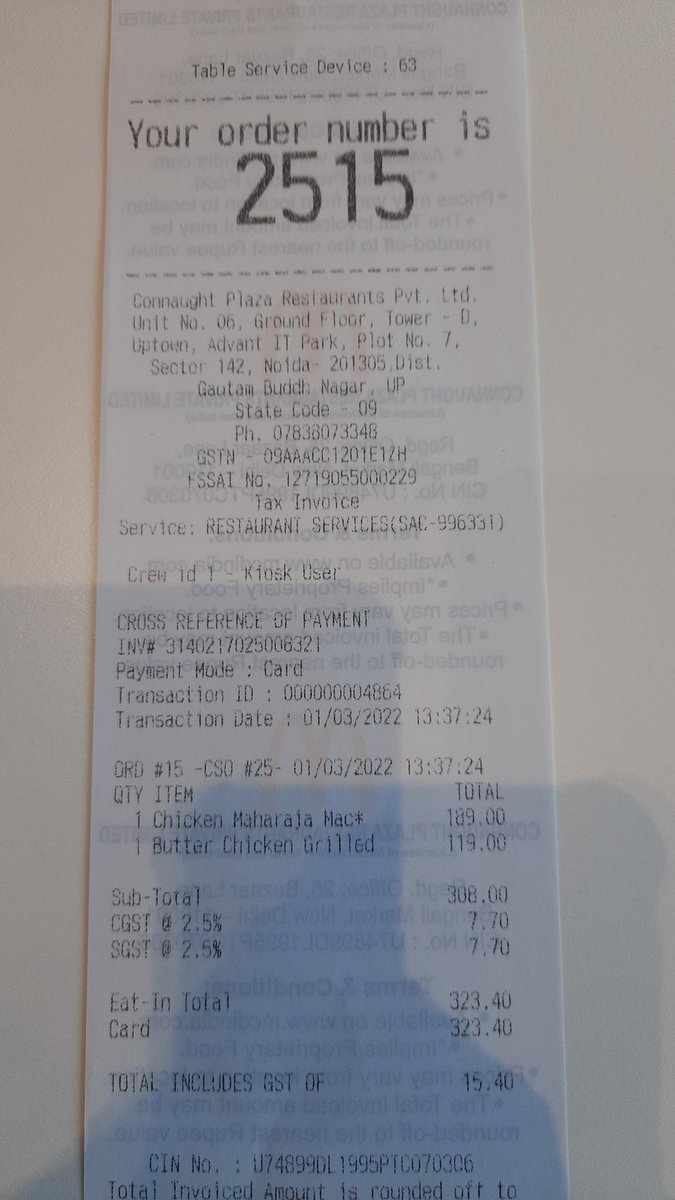 Table Service Device : 63
Your order number is
2515
Connaught Plaza Restaurants Pvt. Ltd.
Unit No. 06, Ground Floor, Tower - D,
Uptown, Advant IT Park, Plot No. 7,
Sector 142, Noida- 201305,Dist.
Gautam Buddh Nagar, UP
State Code - 09
Ph. 07838073348
GSTN - 09AAACC1201E1ZH
FSSAI No. 12719055000229
Tax Invoice
Service: RESTAURANT SERVICES(SAC-996331)
Crew id 1 - Kiosk User
CROSS REFERENCE OF PAYMENT
INV# 3140217025008321
Payment Mode : Card
Transaction ID : 000000004864
Transaction Date : 01/03/2022 13:37:24
ORD #15 -CSO #25- 01/03/2022 13:37:24
QTY ITEM TOTAL
1 Chicken Maharaja Mac* 189.00
1 Butter Chicken Grilled 119.00
Sub-Total 308.00
CGST @ 2.5% 7.70
SGST @ 2.5% 7.70
Eat-In Total 323.40
Card 323.40
TOTAL INCLUDES GST OF 15.40
CIN No. : U74899DL1995PTC070306
Total Invoiced Amount is rounded off to